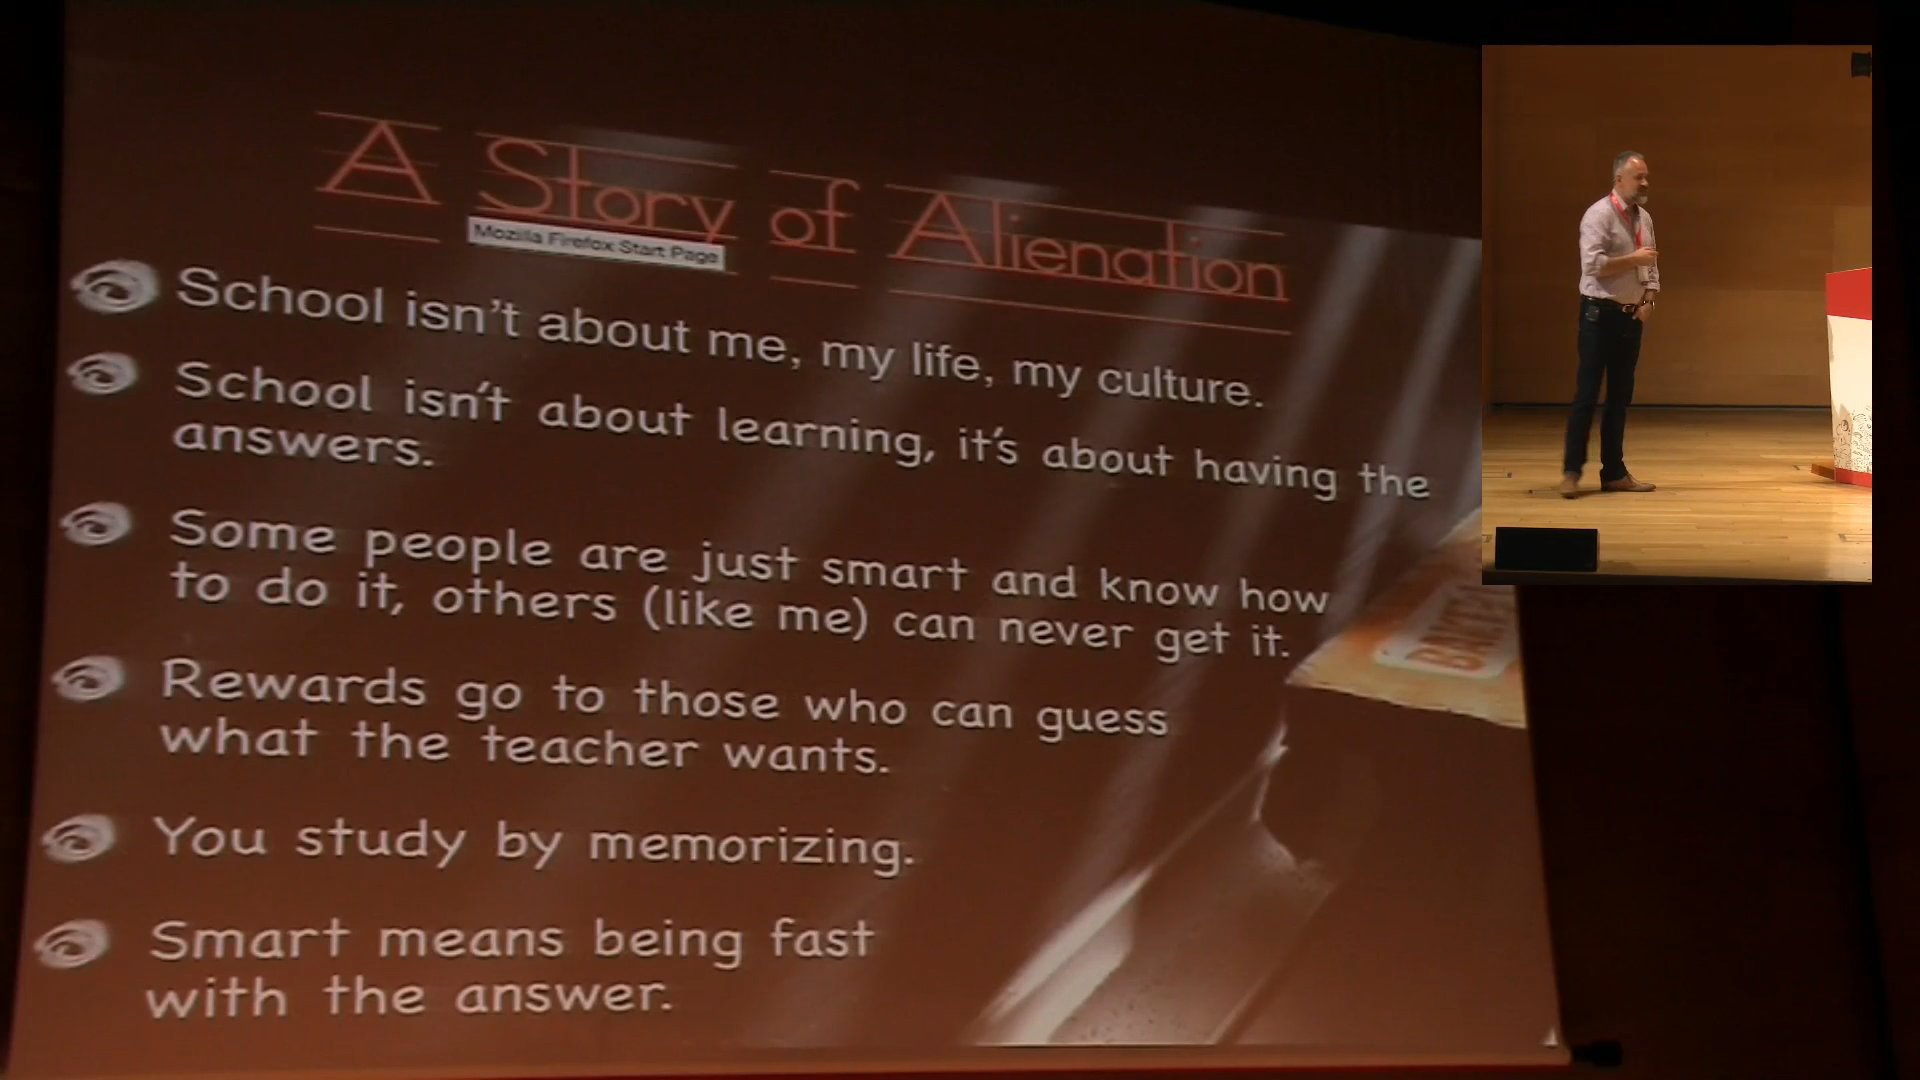 A Story of Alienation
Mozilla Firefox Start Page
School isn't about me, my life, my culture.
School isn't about learning, it's about having the
answers.
Some people are just smart and know how
to do it, others (like me) can never get it.
Rewards go to those who can guess
what the teacher wants.
You study by memorizing.
Smart means being fast
with the answer.